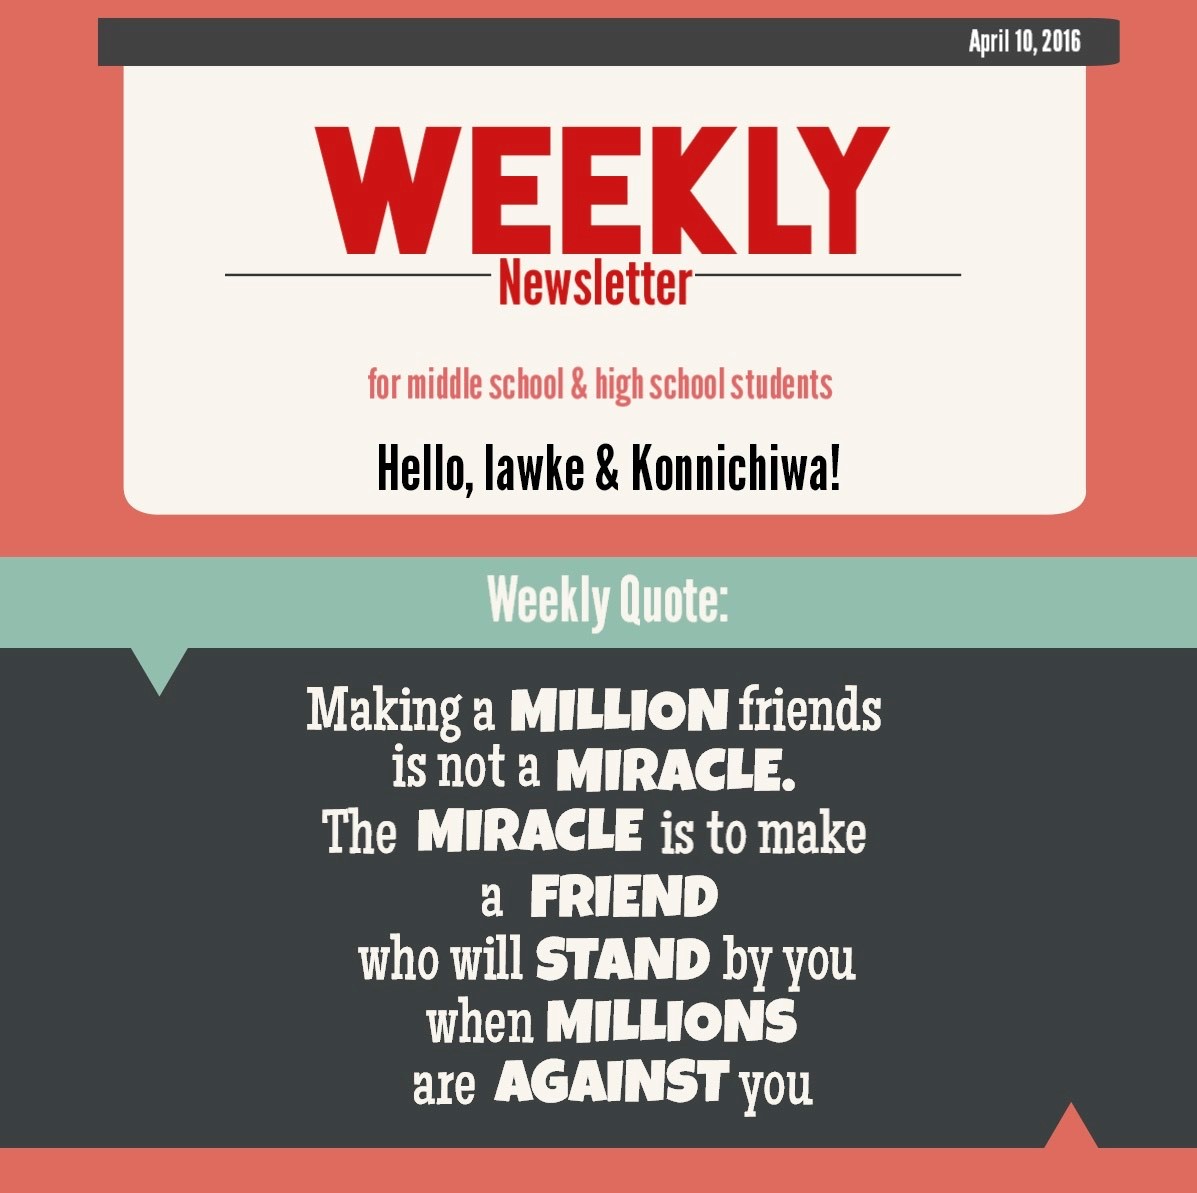 April 10, 2016
WEEKLY
Newsletter
for middle school & high school students
Hello, Iawke & Konnichiwa!
Weekly Quote:
Making a MILLION friends
is not a MIRACLE.
The MIRACLE is to make
a FRIEND
who will STAND by you
when MILLIONS
are AGAINST you